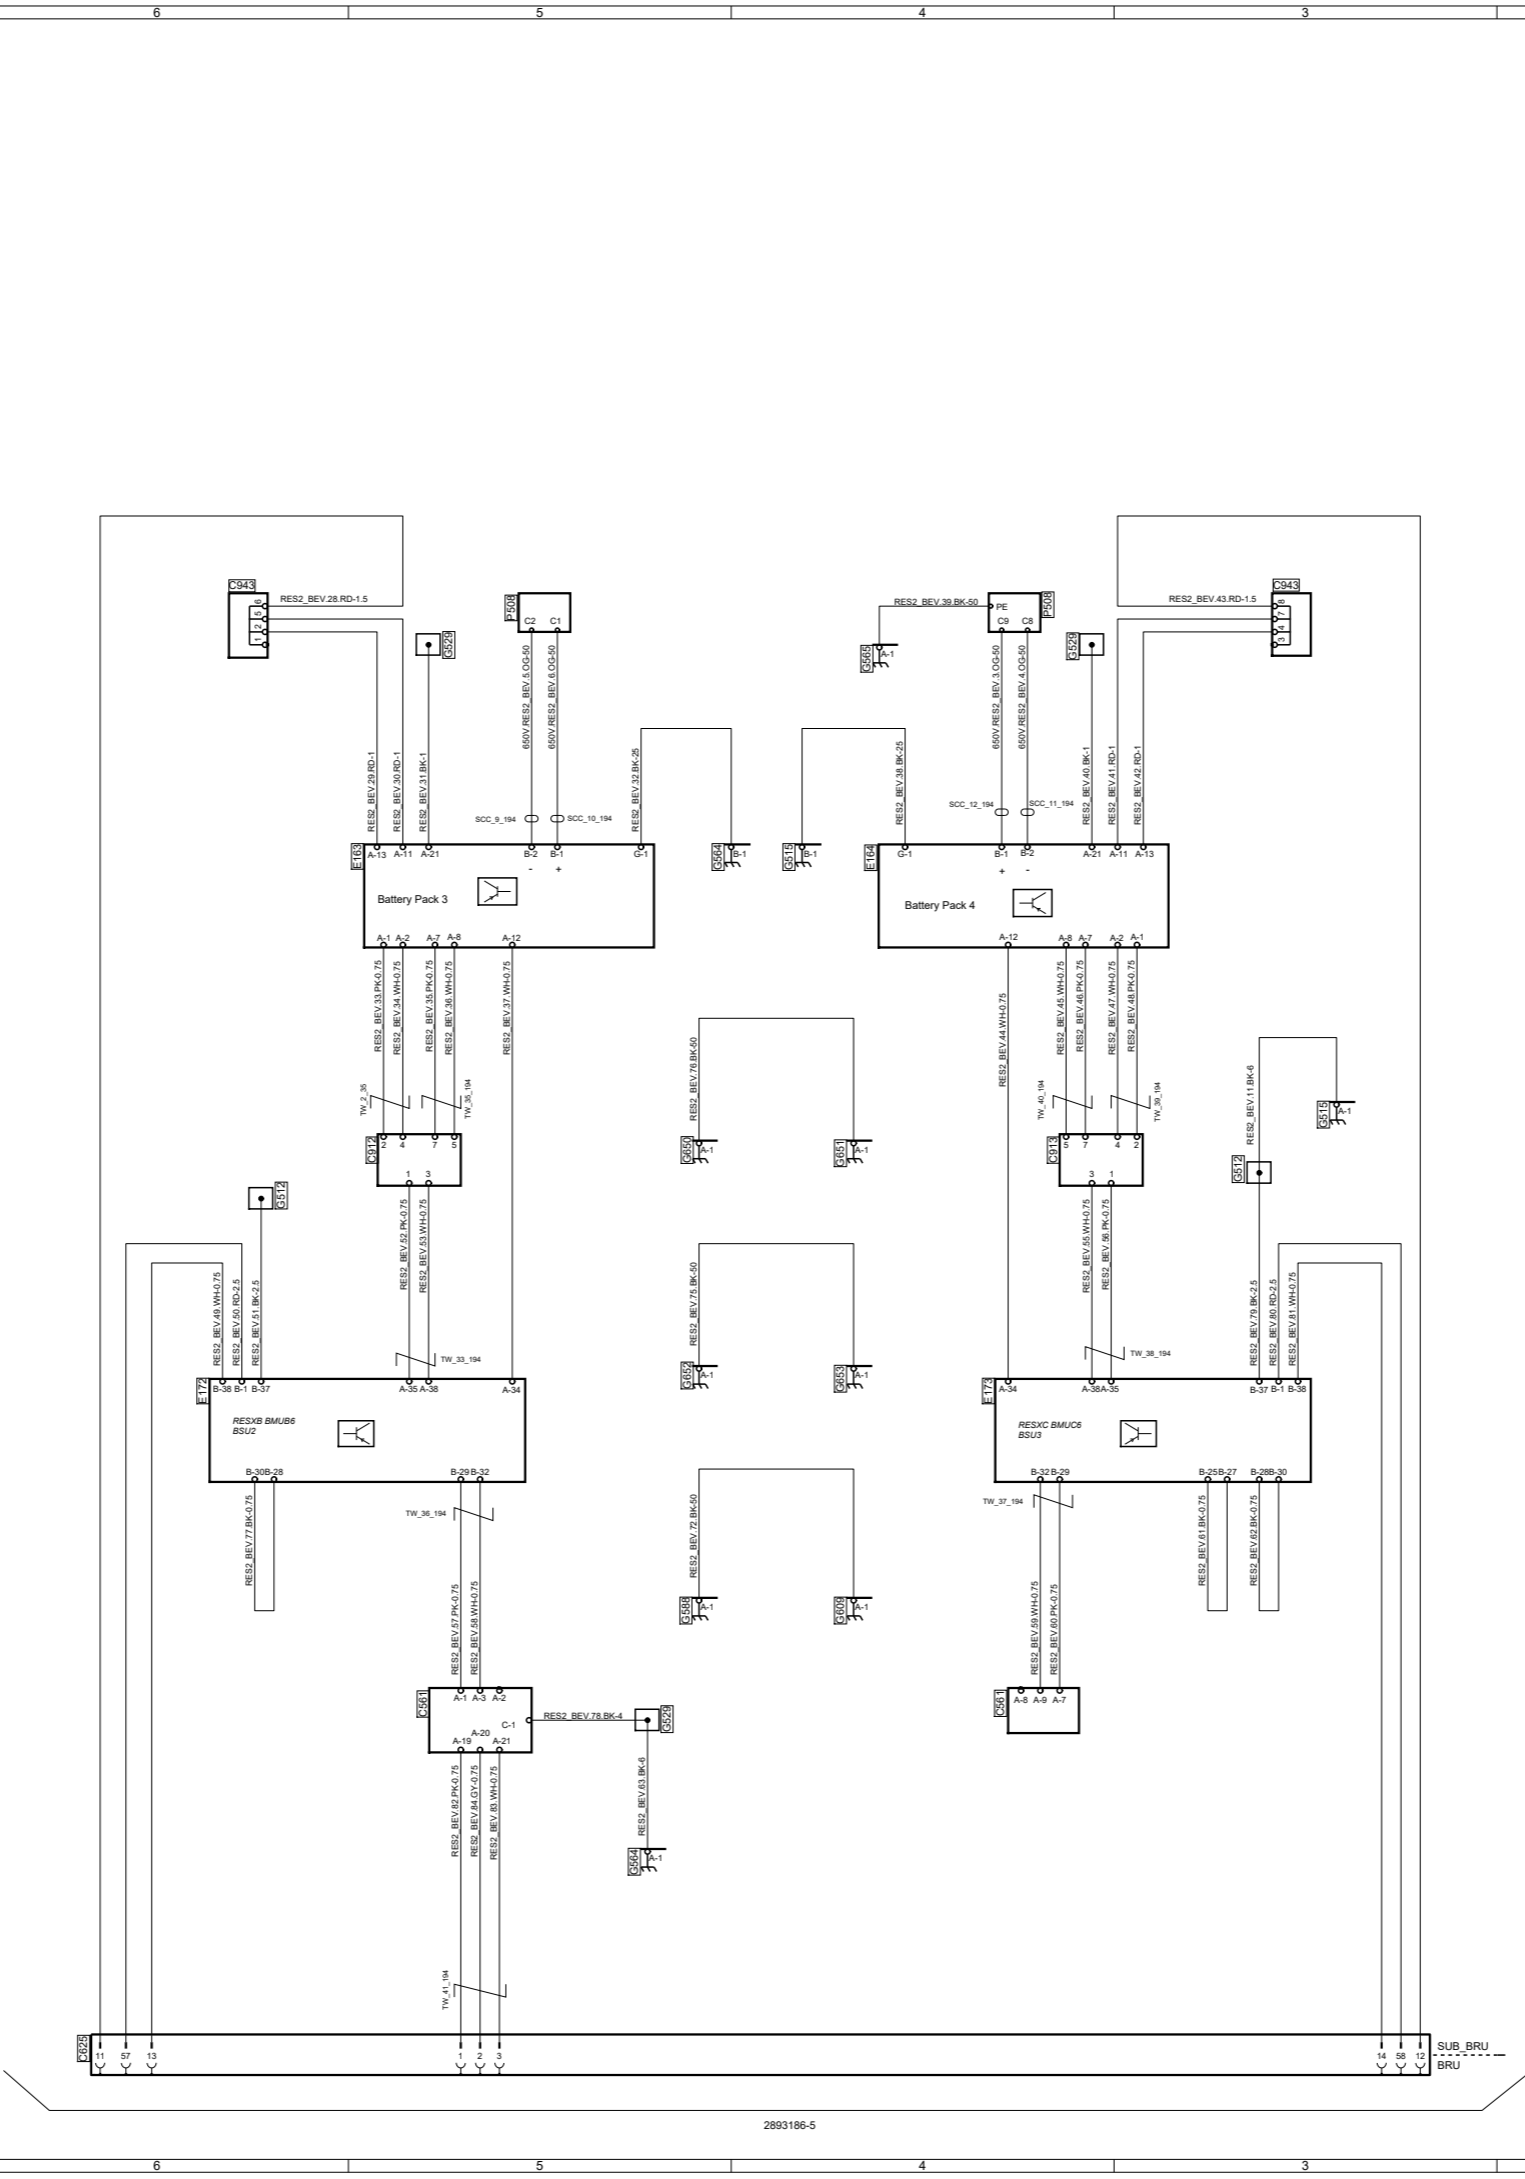 6 5 4 3
C943 P508 P508 C943
6 5 2 1
RES2_BEV.28.RD-1.5
C2 C1
G529
RES2_BEV.39.BK-50
PE
C9 C8
G565
A-1
G529
RES2_BEV.43.RD-1.5
8 7 4 3
RES2_BEV.29.RD-1
RES2_BEV.30.RD-1
RES2_BEV.31.BK-1
650V.RES2_BEV.5.OG-50
650V.RES2_BEV.6.OG-50
RES2_BEV.32.BK-25
RES2_BEV.38.BK-25
650V.RES2_BEV.3.OG-50
650V.RES2_BEV.4.OG-50
RES2_BEV.40.BK-1
RES2_BEV.41.RD-1
RES2_BEV.42.RD-1
SCC_9_194 SCC_10_194 SCC_12_194 SCC_11_194
E163
A-13 A-11 A-21 B-2 B-1 G-1
- +
Battery Pack 3
A-1 A-2 A-7 A-8 A-12
G564
B-1
G515
B-1
E164
G-1 B-1 B-2 A-21 A-11 A-13
+ -
Battery Pack 4
A-12 A-8 A-7 A-2 A-1
RES2_BEV.33.PK-0.75
RES2_BEV.34.WH-0.75
RES2_BEV.35.PK-0.75
RES2_BEV.36.WH-0.75
RES2_BEV.37.WH-0.75
RES2_BEV.76.BK-50
RES2_BEV.44.WH-0.75
RES2_BEV.45.WH-0.75
RES2_BEV.46.PK-0.75
RES2_BEV.47.WH-0.75
RES2_BEV.48.PK-0.75
RES2_BEV.11.BK-6
TW_2_35
TW_35_194
TW_40_194
TW_39_194
C912
2 4 7 5
1 3
G650
A-1
G651
A-1
C913
5 7 4 2
3 1
G515
A-1
G512
G512
RES2_BEV.49.WH-0.75
RES2_BEV.50.RD-2.5
RES2_BEV.51.BK-2.5
RES2_BEV.52.PK-0.75
RES2_BEV.53.WH-0.75
RES2_BEV.75.BK-50
RES2_BEV.55.WH-0.75
RES2_BEV.56.PK-0.75
RES2_BEV.79.BK-2.5
RES2_BEV.80.RD-2.5
RES2_BEV.81.WH-0.75
TW_33_194
TW_38_194
G652
A-1
G653
A-1
E172
B-38 B-1 B-37 A-35 A-38 A-34
RESXB BMUB6
BSU2
B-30 B-28 B-29 B-32
E173
A-34 A-38 A-35 B-37 B-1 B-38
RESXC BMUC6
BSU3
B-32 B-29 B-25 B-27 B-28 B-30
TW_36_194
TW_37_194
RES2_BEV.77.BK-0.75
RES2_BEV.57.PK-0.75
RES2_BEV.58.WH-0.75
RES2_BEV.72.BK-50
RES2_BEV.59.WH-0.75
RES2_BEV.60.PK-0.75
RES2_BEV.61.BK-0.75
RES2_BEV.62.BK-0.75
G588
A-1
G609
A-1
C561
A-1 A-3 A-2
C-1
A-19 A-20 A-21
RES2_BEV.78.BK-4
G529
C561
A-8 A-9 A-7
RES2_BEV.82.PK-0.75
RES2_BEV.84.GY-0.75
RES2_BEV.83.WH-0.75
RES2_BEV.63.BK-6
G564
A-1
TW_41_194
C625
11 57 13 1 2 3 14 58 12
SUB_BRU
BRU
2893186-5
6 5 4 3